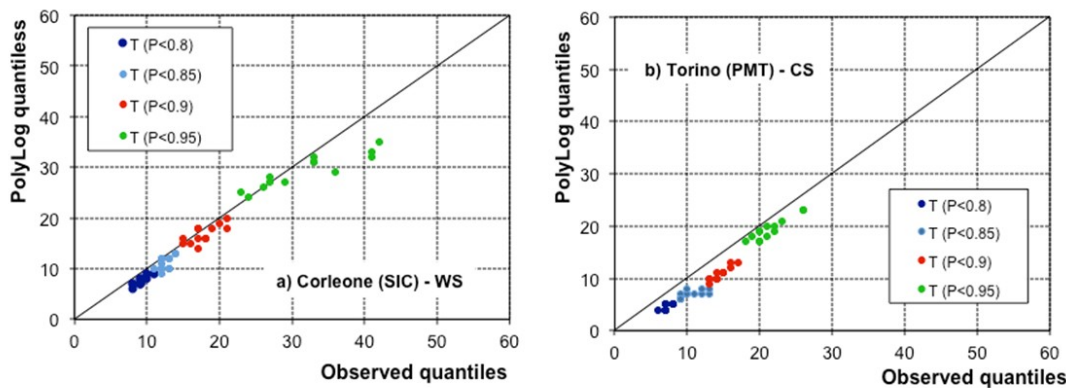 PolyLog quantiless
60
50
40
30
20
10
0
T (P<0.8)
T (P<0.85)
T (P<0.9)
T (P<0.95)
a) Corleone (SIC) - WS
0 10 20 30 40 50 60
Observed quantiles
PolyLog quantiles
60
50
40
30
20
10
0
b) Torino (PMT) - CS
T (P<0.8)
T (P<0.85)
T (P<0.9)
T (P<0.95)
0 10 20 30 40 50 60
Observed quantiles